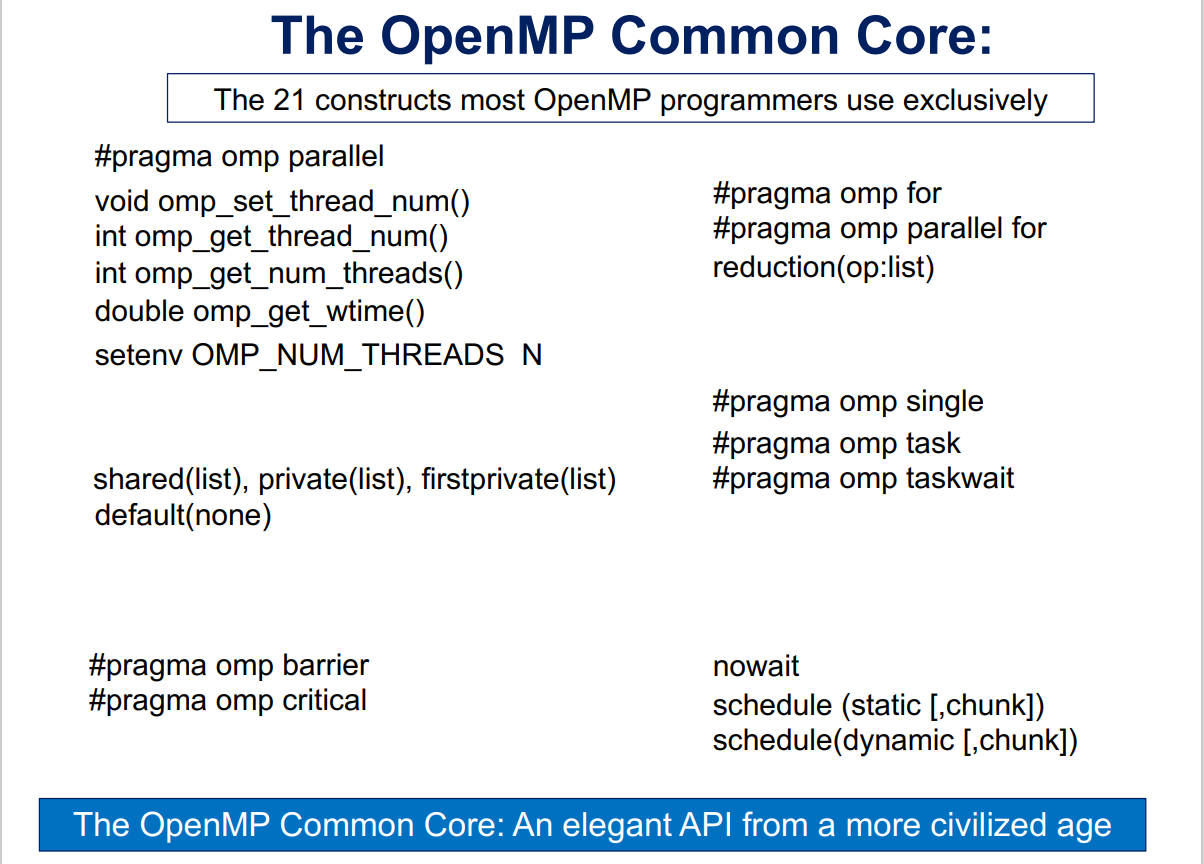 The OpenMP Common Core:
The 21 constructs most OpenMP programmers use exclusively
#pragma omp parallel
void omp_set_thread_num()
int omp_get_thread_num()
int omp_get_num_threads()
double omp_get_wtime()
setenv OMP_NUM_THREADS N
shared(list), private(list), firstprivate(list)
default(none)
#pragma omp barrier
#pragma omp critical
#pragma omp for
#pragma omp parallel for
reduction(op:list)
#pragma omp single
#pragma omp task
#pragma omp taskwait
nowait
schedule (static [,chunk])
schedule(dynamic [,chunk])
The OpenMP Common Core: An elegant API from a more civilized age